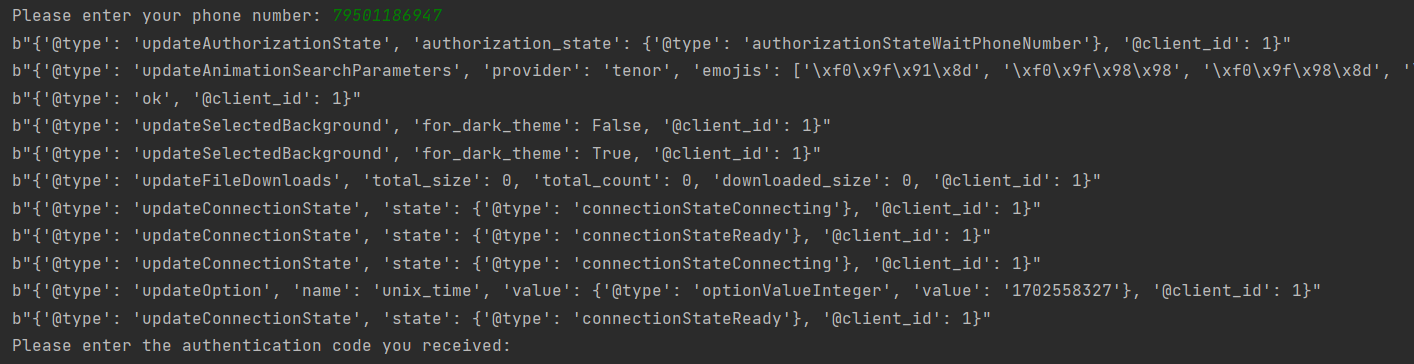 Please enter your phone number: 79501186947
b"{'@type': 'updateAuthorizationState', 'authorization_state': {'@type': 'authorizationStateWaitPhoneNumber'}, '@client_id': 1}"
b"{'@type': 'updateAnimationSearchParameters', 'provider': 'tenor', 'emojis': ['\xf0\x9f\x91\x8d', '\xf0\x9f\x98\x98', '\xf0\x9f\x98\x8d', '
b"{'@type': 'ok', '@client_id': 1}"
b"{'@type': 'updateSelectedBackground', 'for_dark_theme': False, '@client_id': 1}"
b"{'@type': 'updateSelectedBackground', 'for_dark_theme': True, '@client_id': 1}"
b"{'@type': 'updateFileDownloads', 'total_size': 0, 'total_count': 0, 'downloaded_size': 0, '@client_id': 1}"
b"{'@type': 'updateConnectionState', 'state': {'@type': 'connectionStateConnecting'}, '@client_id': 1}"
b"{'@type': 'updateConnectionState', 'state': {'@type': 'connectionStateReady'}, '@client_id': 1}"
b"{'@type': 'updateConnectionState', 'state': {'@type': 'connectionStateConnecting'}, '@client_id': 1}"
b"{'@type': 'updateOption', 'name': 'unix_time', 'value': {'@type': 'optionValueInteger', 'value': '1702558327'}, '@client_id': 1}"
b"{'@type': 'updateConnectionState', 'state': {'@type': 'connectionStateReady'}, '@client_id': 1}"
Please enter the authentication code you received: